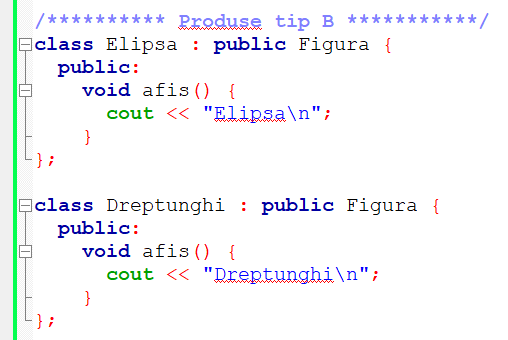 /********** Produse tip B ***********/
class Elipsa : public Figura {
public:
void afis() {
cout << "Elipsa\n";
}
};
class Dreptunghi : public Figura {
public:
void afis() {
cout << "Dreptunghi\n";
}
};